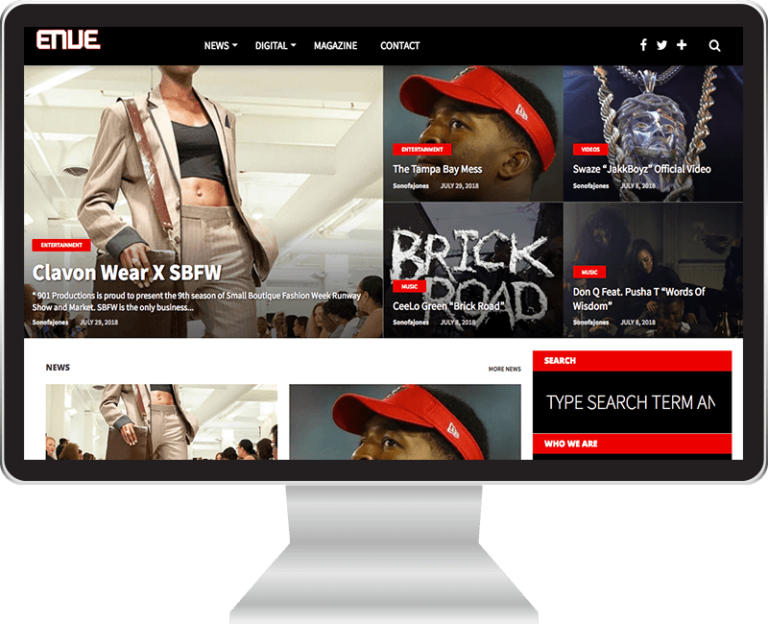 ENUE
NEWS DIGITAL MAGAZINE CONTACT
ENTERTAINMENT
Clavon Wear X SBFW
" 901 Productions is proud to present the 9th season of Small Boutique Fashion Week Runway
Show and Market. SBFW is the only business...
Sonofajones JULY 29, 2018
ENTERTAINMENT
The Tampa Bay Mess
Sonofajones JULY 29, 2018
VIDEOS
Swaze "JakkBoyz" Official Video
Sonofajones JULY 8, 2018
BRICK
ROAD
MUSIC
CeeLo Green "Brick Road"
Sonofajones JULY 8, 2018
MUSIC
Don Q Feat. Pusha T "Words Of
Wisdom"
Sonofajones JULY 8, 2018
NEWS
MORE NEWS
SEARCH
TYPE SEARCH TERM AN
WHO WE ARE